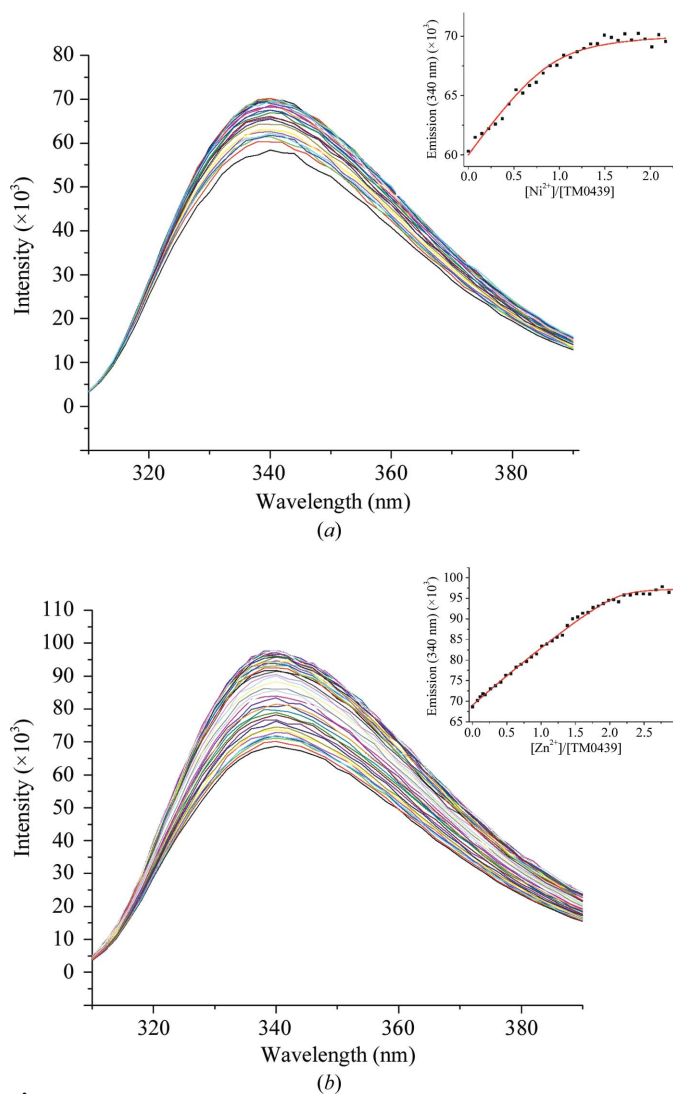 80
70
60
50
40
30
20
10
0
Intensity (×10³)
320 340 360 380
Wavelength (nm)
70
65
60
Emission (340 nm) (×10³)
0.0 0.5 1.0 1.5 2.0
[Ni²⁺]/[TM0439]
(a)
110
100
90
80
70
60
50
40
30
20
10
0
Intensity (×10³)
320 340 360 380
Wavelength (nm)
100
95
90
85
80
75
70
65
Emission (340 nm) (×10³)
0.0 0.5 1.0 1.5 2.0 2.5
[Zn²⁺]/[TM0439]
(b)